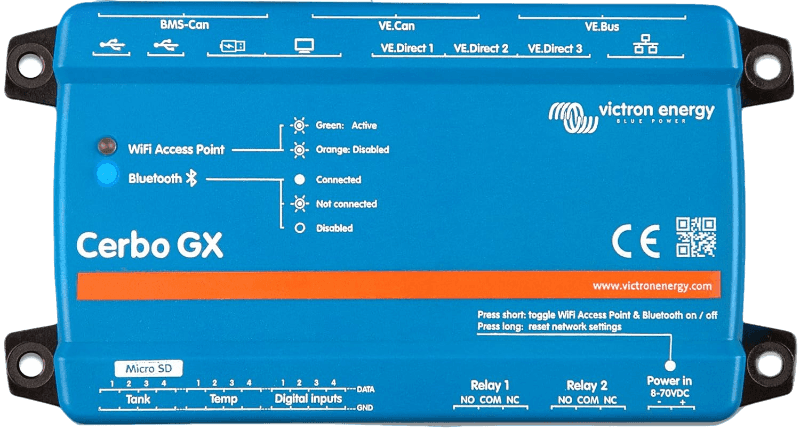 BMS-Can VE.Can VE.Bus
VE.Direct 1 VE.Direct 2 VE.Direct 3
victron energy
BLUE POWER
Green: Active
WiFi Access Point
Orange: Disabled
Bluetooth
Connected
Not connected
Disabled
Cerbo GX
CE
www.victronenergy.com
Press short: toggle WiFi Access Point & Bluetooth on / off
Press long: reset network settings
Micro SD
1 2 3 4 1 2 3 4 1 2 3 4 DATA
Tank Temp Digital inputs
GND
Relay 1 Relay 2 Power in
NO COM NC NO COM NC 8-70VDC
- +